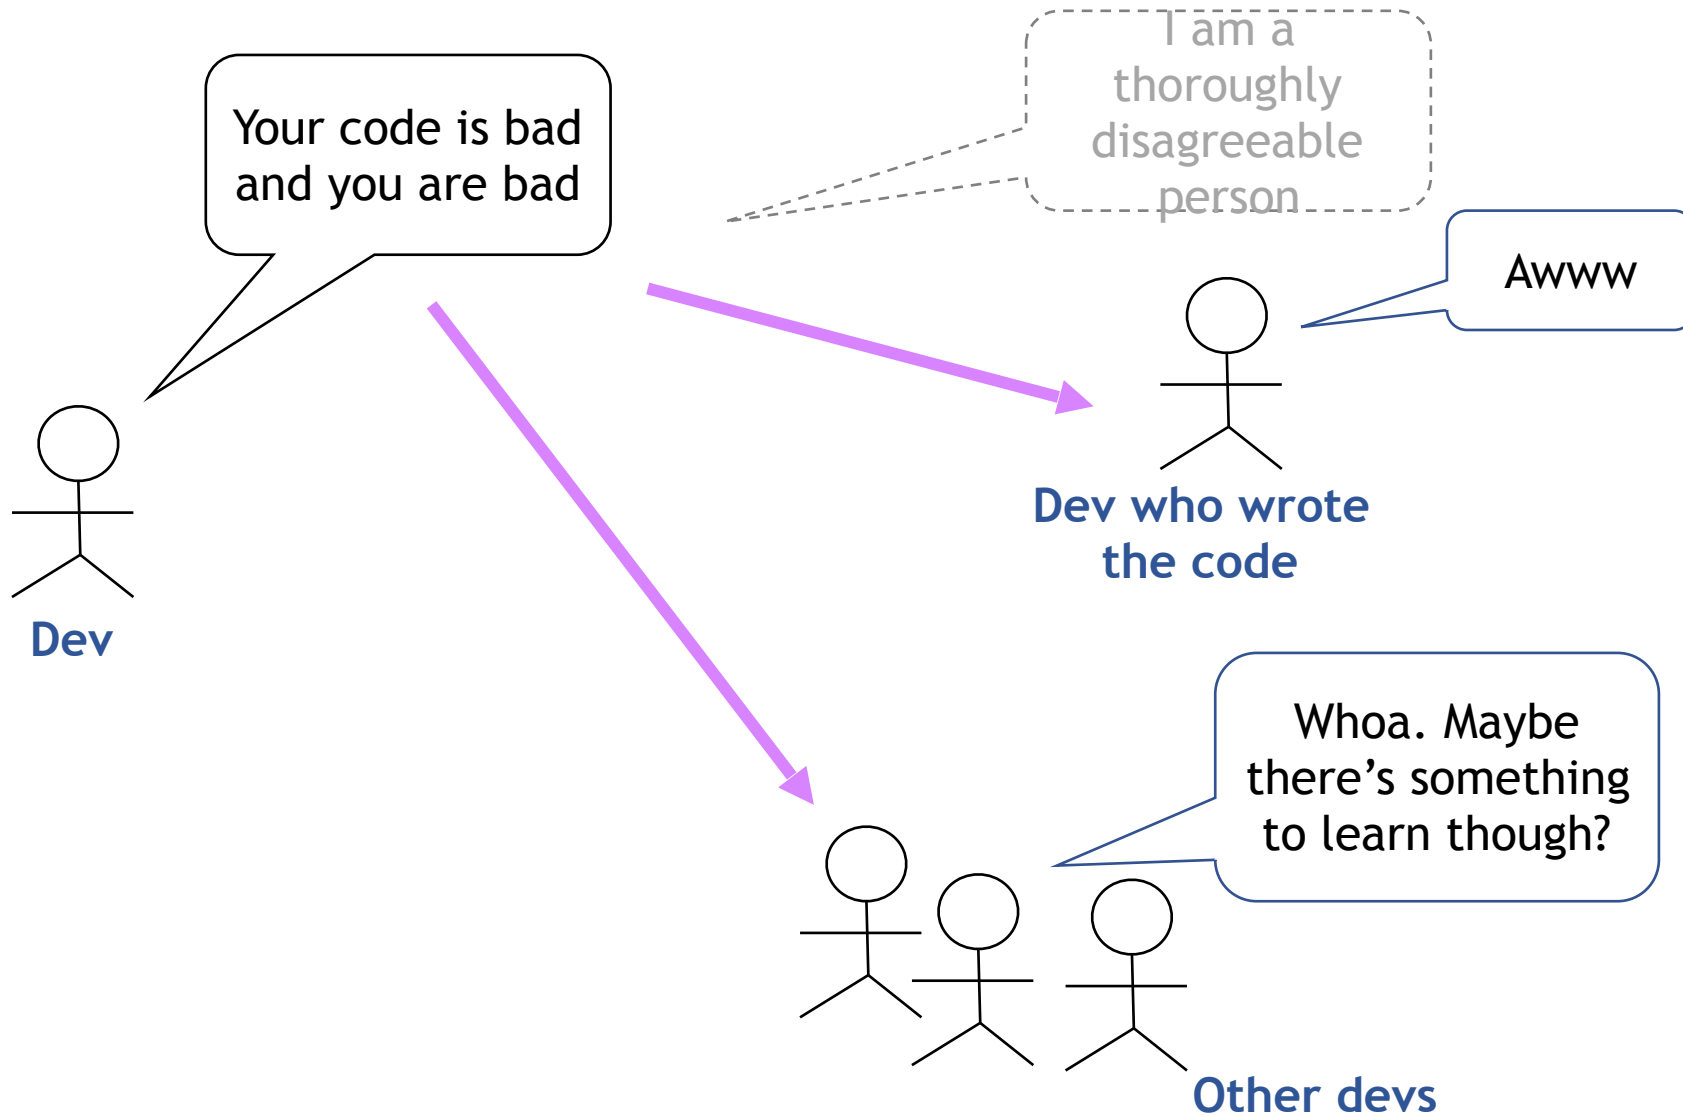 Your code is bad
and you are bad
I am a
thoroughly
disagreeable
person
Awww
Dev who wrote
the code
Dev
Whoa. Maybe
there’s something
to learn though?
Other devs